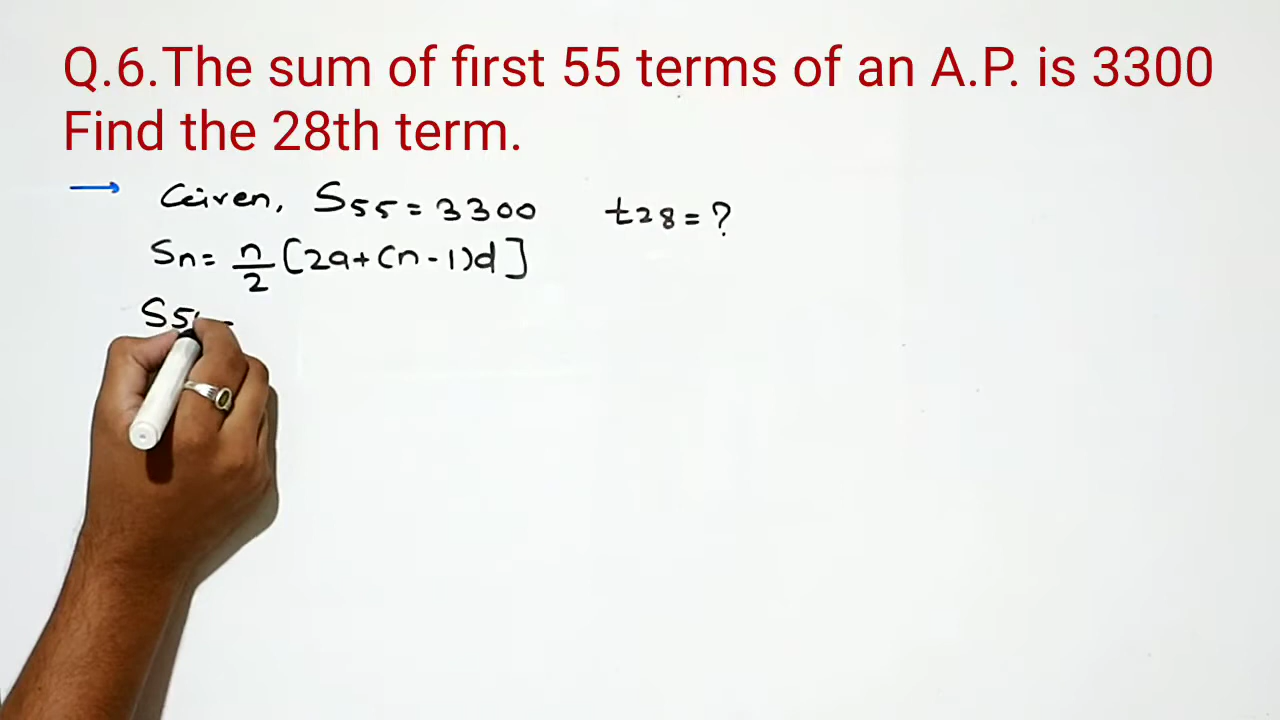 Q.6.The sum of first 55 terms of an A.P. is 3300
Find the 28th term.
→ Given, S55 = 3300 t28 = ?
Sn = n/2 [2a+(n-1)d]
S55 =